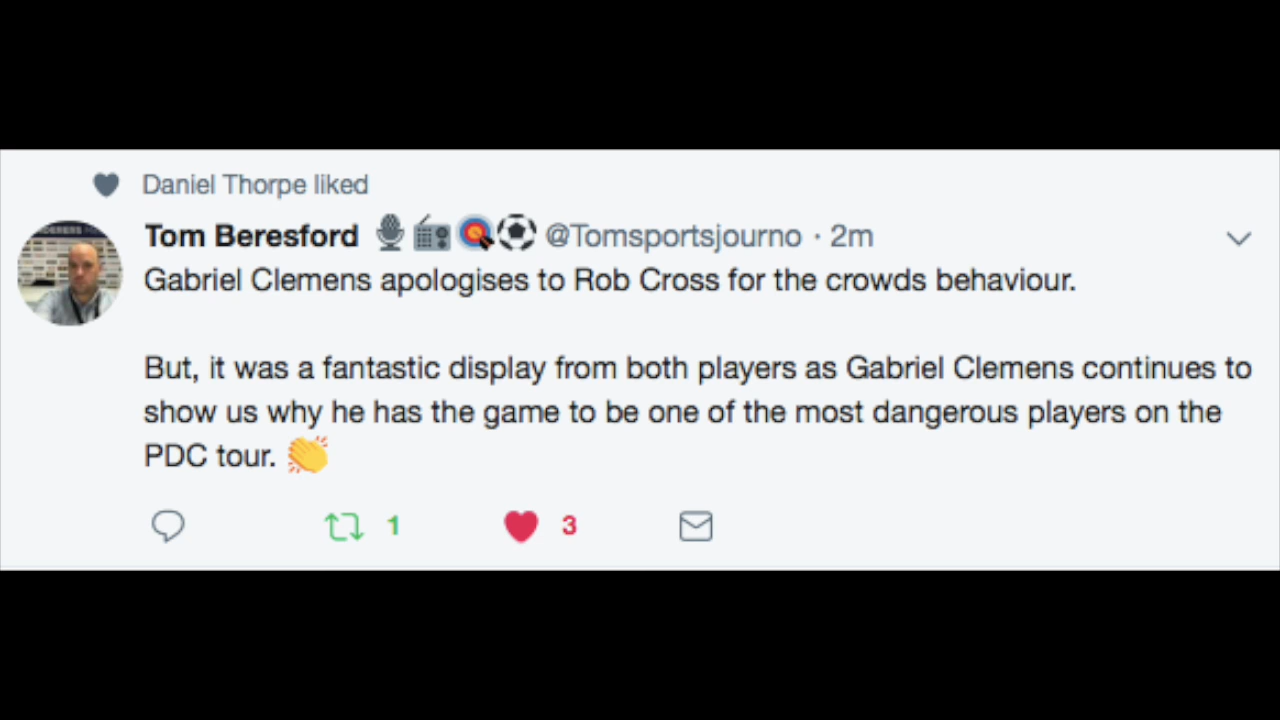 Daniel Thorpe liked
Tom Beresford 🎙️📻🎯⚽ @Tomsportsjourno · 2m
Gabriel Clemens apologises to Rob Cross for the crowds behaviour.
But, it was a fantastic display from both players as Gabriel Clemens continues to
show us why he has the game to be one of the most dangerous players on the
PDC tour. 👏
1 3